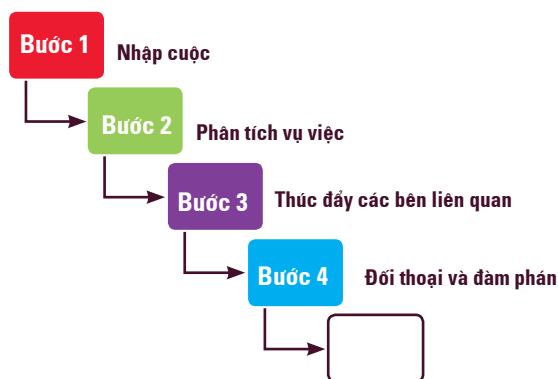 Bước 1
Nhập cuộc
Bước 2
Phân tích vụ việc
Bước 3
Thúc đẩy các bên liên quan
Bước 4
Đối thoại và đàm phán